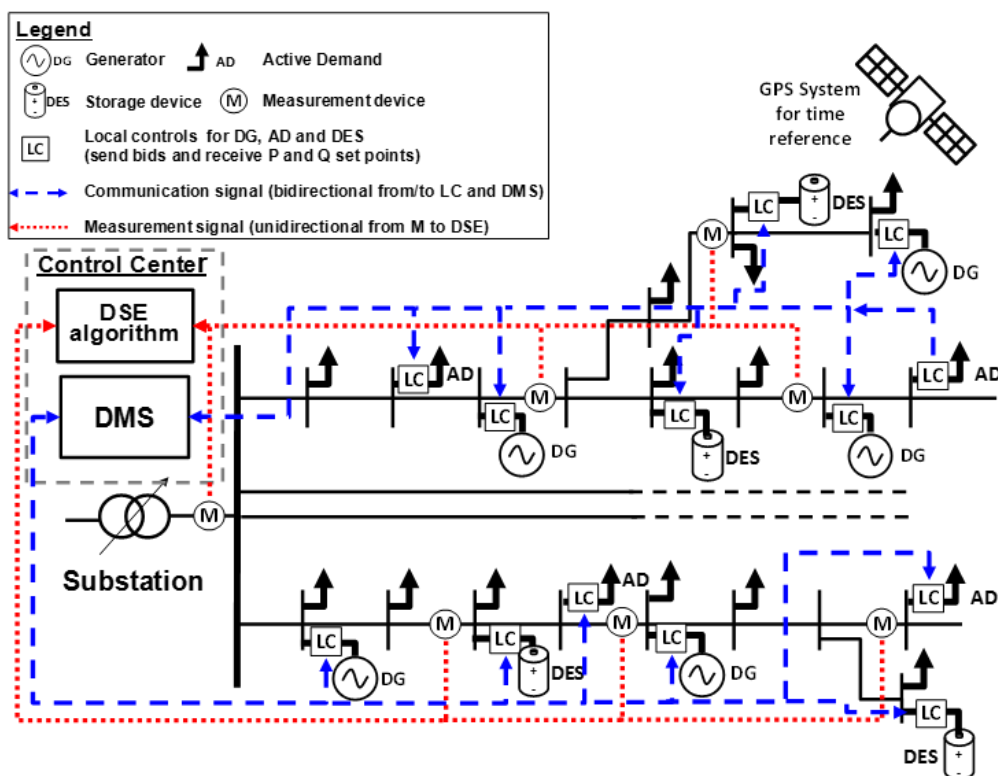 Legend
DG Generator
AD Active Demand
DES Storage device
M Measurement device
LC Local controls for DG, AD and DES
(send bids and receive P and Q set points)
Communication signal (bidirectional from/to LC and DMS)
Measurement signal (unidirectional from M to DSE)
GPS System
for time
reference
Control Center
DSE
algorithm
DMS
Substation
M
M
LC
+
-
DES
LC
DG
LC
AD
LC
DG
M
LC
+
-
DES
M
LC
DG
LC
AD
LC
DG
M
LC
+
-
DES
LC
AD
M
LC
DG
M
LC
AD
LC
+
-
DES